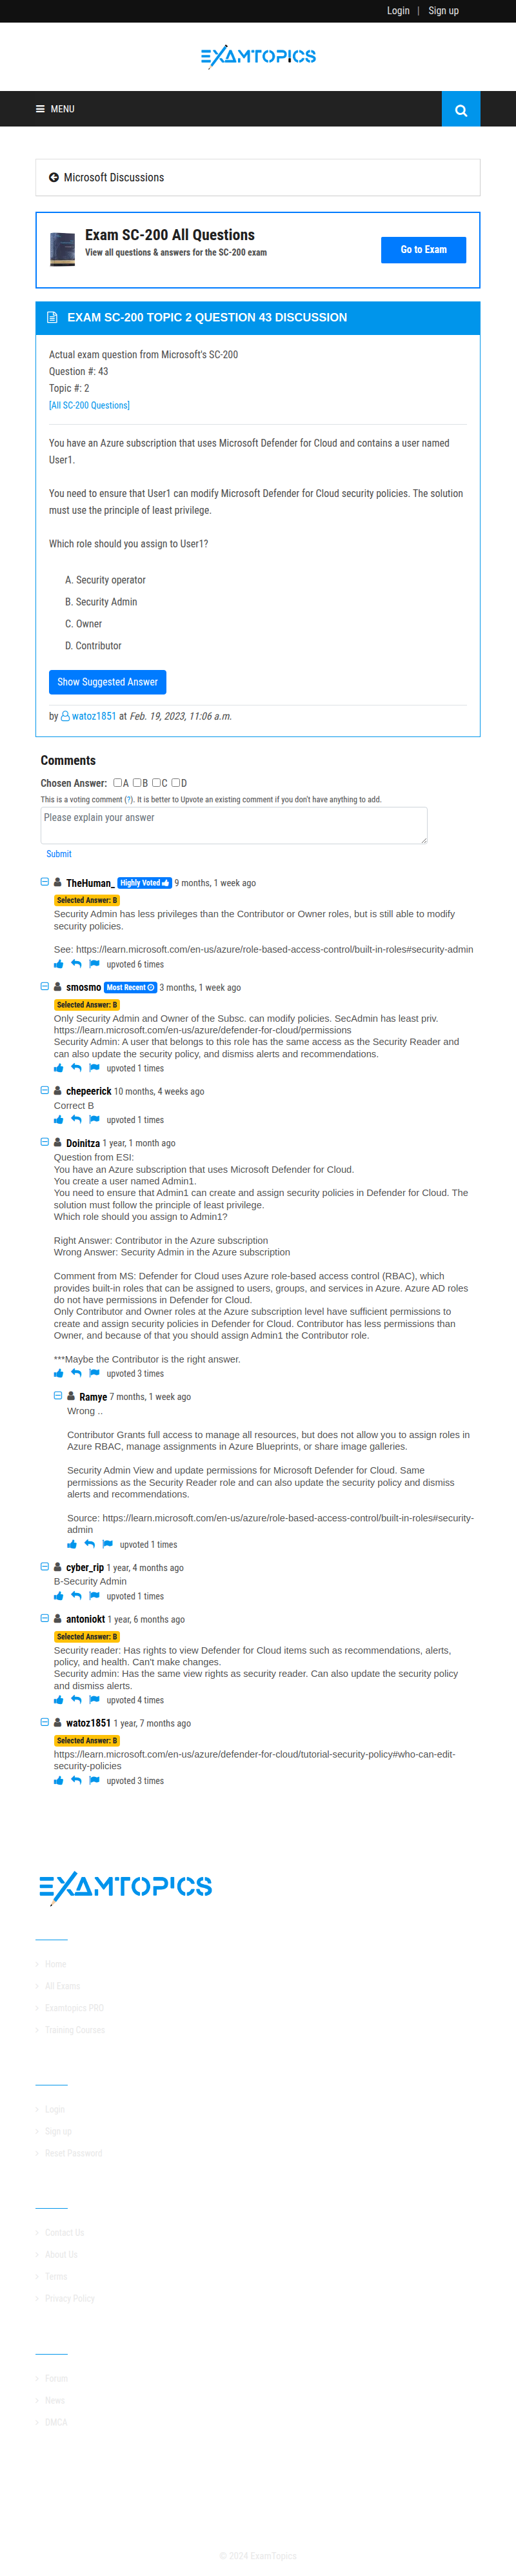 Login | Sign up
EXAMTOPICS
MENU
Microsoft Discussions
Exam SC-200 All Questions
View all questions & answers for the SC-200 exam
Go to Exam
EXAM SC-200 TOPIC 2 QUESTION 43 DISCUSSION
Actual exam question from Microsoft's SC-200
Question #: 43
Topic #: 2
[All SC-200 Questions]
You have an Azure subscription that uses Microsoft Defender for Cloud and contains a user named
User1.
You need to ensure that User1 can modify Microsoft Defender for Cloud security policies. The solution
must use the principle of least privilege.
Which role should you assign to User1?
A. Security operator
B. Security Admin
C. Owner
D. Contributor
Show Suggested Answer
by watoz1851 at Feb. 19, 2023, 11:06 a.m.
Comments
Chosen Answer: A B C D
This is a voting comment (?). It is better to Upvote an existing comment if you don't have anything to add.
Please explain your answer
Submit
TheHuman_ Highly Voted 9 months, 1 week ago
Selected Answer: B
Security Admin has less privileges than the Contributor or Owner roles, but is still able to modify
security policies.
See: https://learn.microsoft.com/en-us/azure/role-based-access-control/built-in-roles#security-admin
upvoted 6 times
smosmo Most Recent 3 months, 1 week ago
Selected Answer: B
Only Security Admin and Owner of the Subsc. can modify policies. SecAdmin has least priv.
https://learn.microsoft.com/en-us/azure/defender-for-cloud/permissions
Security Admin: A user that belongs to this role has the same access as the Security Reader and
can also update the security policy, and dismiss alerts and recommendations.
upvoted 1 times
chepeerick 10 months, 4 weeks ago
Correct B
upvoted 1 times
Doinitza 1 year, 1 month ago
Question from ESI:
You have an Azure subscription that uses Microsoft Defender for Cloud.
You create a user named Admin1.
You need to ensure that Admin1 can create and assign security policies in Defender for Cloud. The
solution must follow the principle of least privilege.
Which role should you assign to Admin1?
Right Answer: Contributor in the Azure subscription
Wrong Answer: Security Admin in the Azure subscription
Comment from MS: Defender for Cloud uses Azure role-based access control (RBAC), which
provides built-in roles that can be assigned to users, groups, and services in Azure. Azure AD roles
do not have permissions in Defender for Cloud.
Only Contributor and Owner roles at the Azure subscription level have sufficient permissions to
create and assign security policies in Defender for Cloud. Contributor has less permissions than
Owner, and because of that you should assign Admin1 the Contributor role.
***Maybe the Contributor is the right answer.
upvoted 3 times
Ramye 7 months, 1 week ago
Wrong ..
Contributor Grants full access to manage all resources, but does not allow you to assign roles in
Azure RBAC, manage assignments in Azure Blueprints, or share image galleries.
Security Admin View and update permissions for Microsoft Defender for Cloud. Same
permissions as the Security Reader role and can also update the security policy and dismiss
alerts and recommendations.
Source: https://learn.microsoft.com/en-us/azure/role-based-access-control/built-in-roles#security-
admin
upvoted 1 times
cyber_rip 1 year, 4 months ago
B-Security Admin
upvoted 1 times
antoniokt 1 year, 6 months ago
Selected Answer: B
Security reader: Has rights to view Defender for Cloud items such as recommendations, alerts,
policy, and health. Can't make changes.
Security admin: Has the same view rights as security reader. Can also update the security policy
and dismiss alerts.
upvoted 4 times
watoz1851 1 year, 7 months ago
Selected Answer: B
https://learn.microsoft.com/en-us/azure/defender-for-cloud/tutorial-security-policy#who-can-edit-
security-policies
upvoted 3 times
EXAMTOPICS
Home
All Exams
Examtopics PRO
Training Courses
Login
Sign up
Reset Password
Contact Us
About Us
Terms
Privacy Policy
Forum
News
DMCA
© 2024 ExamTopics